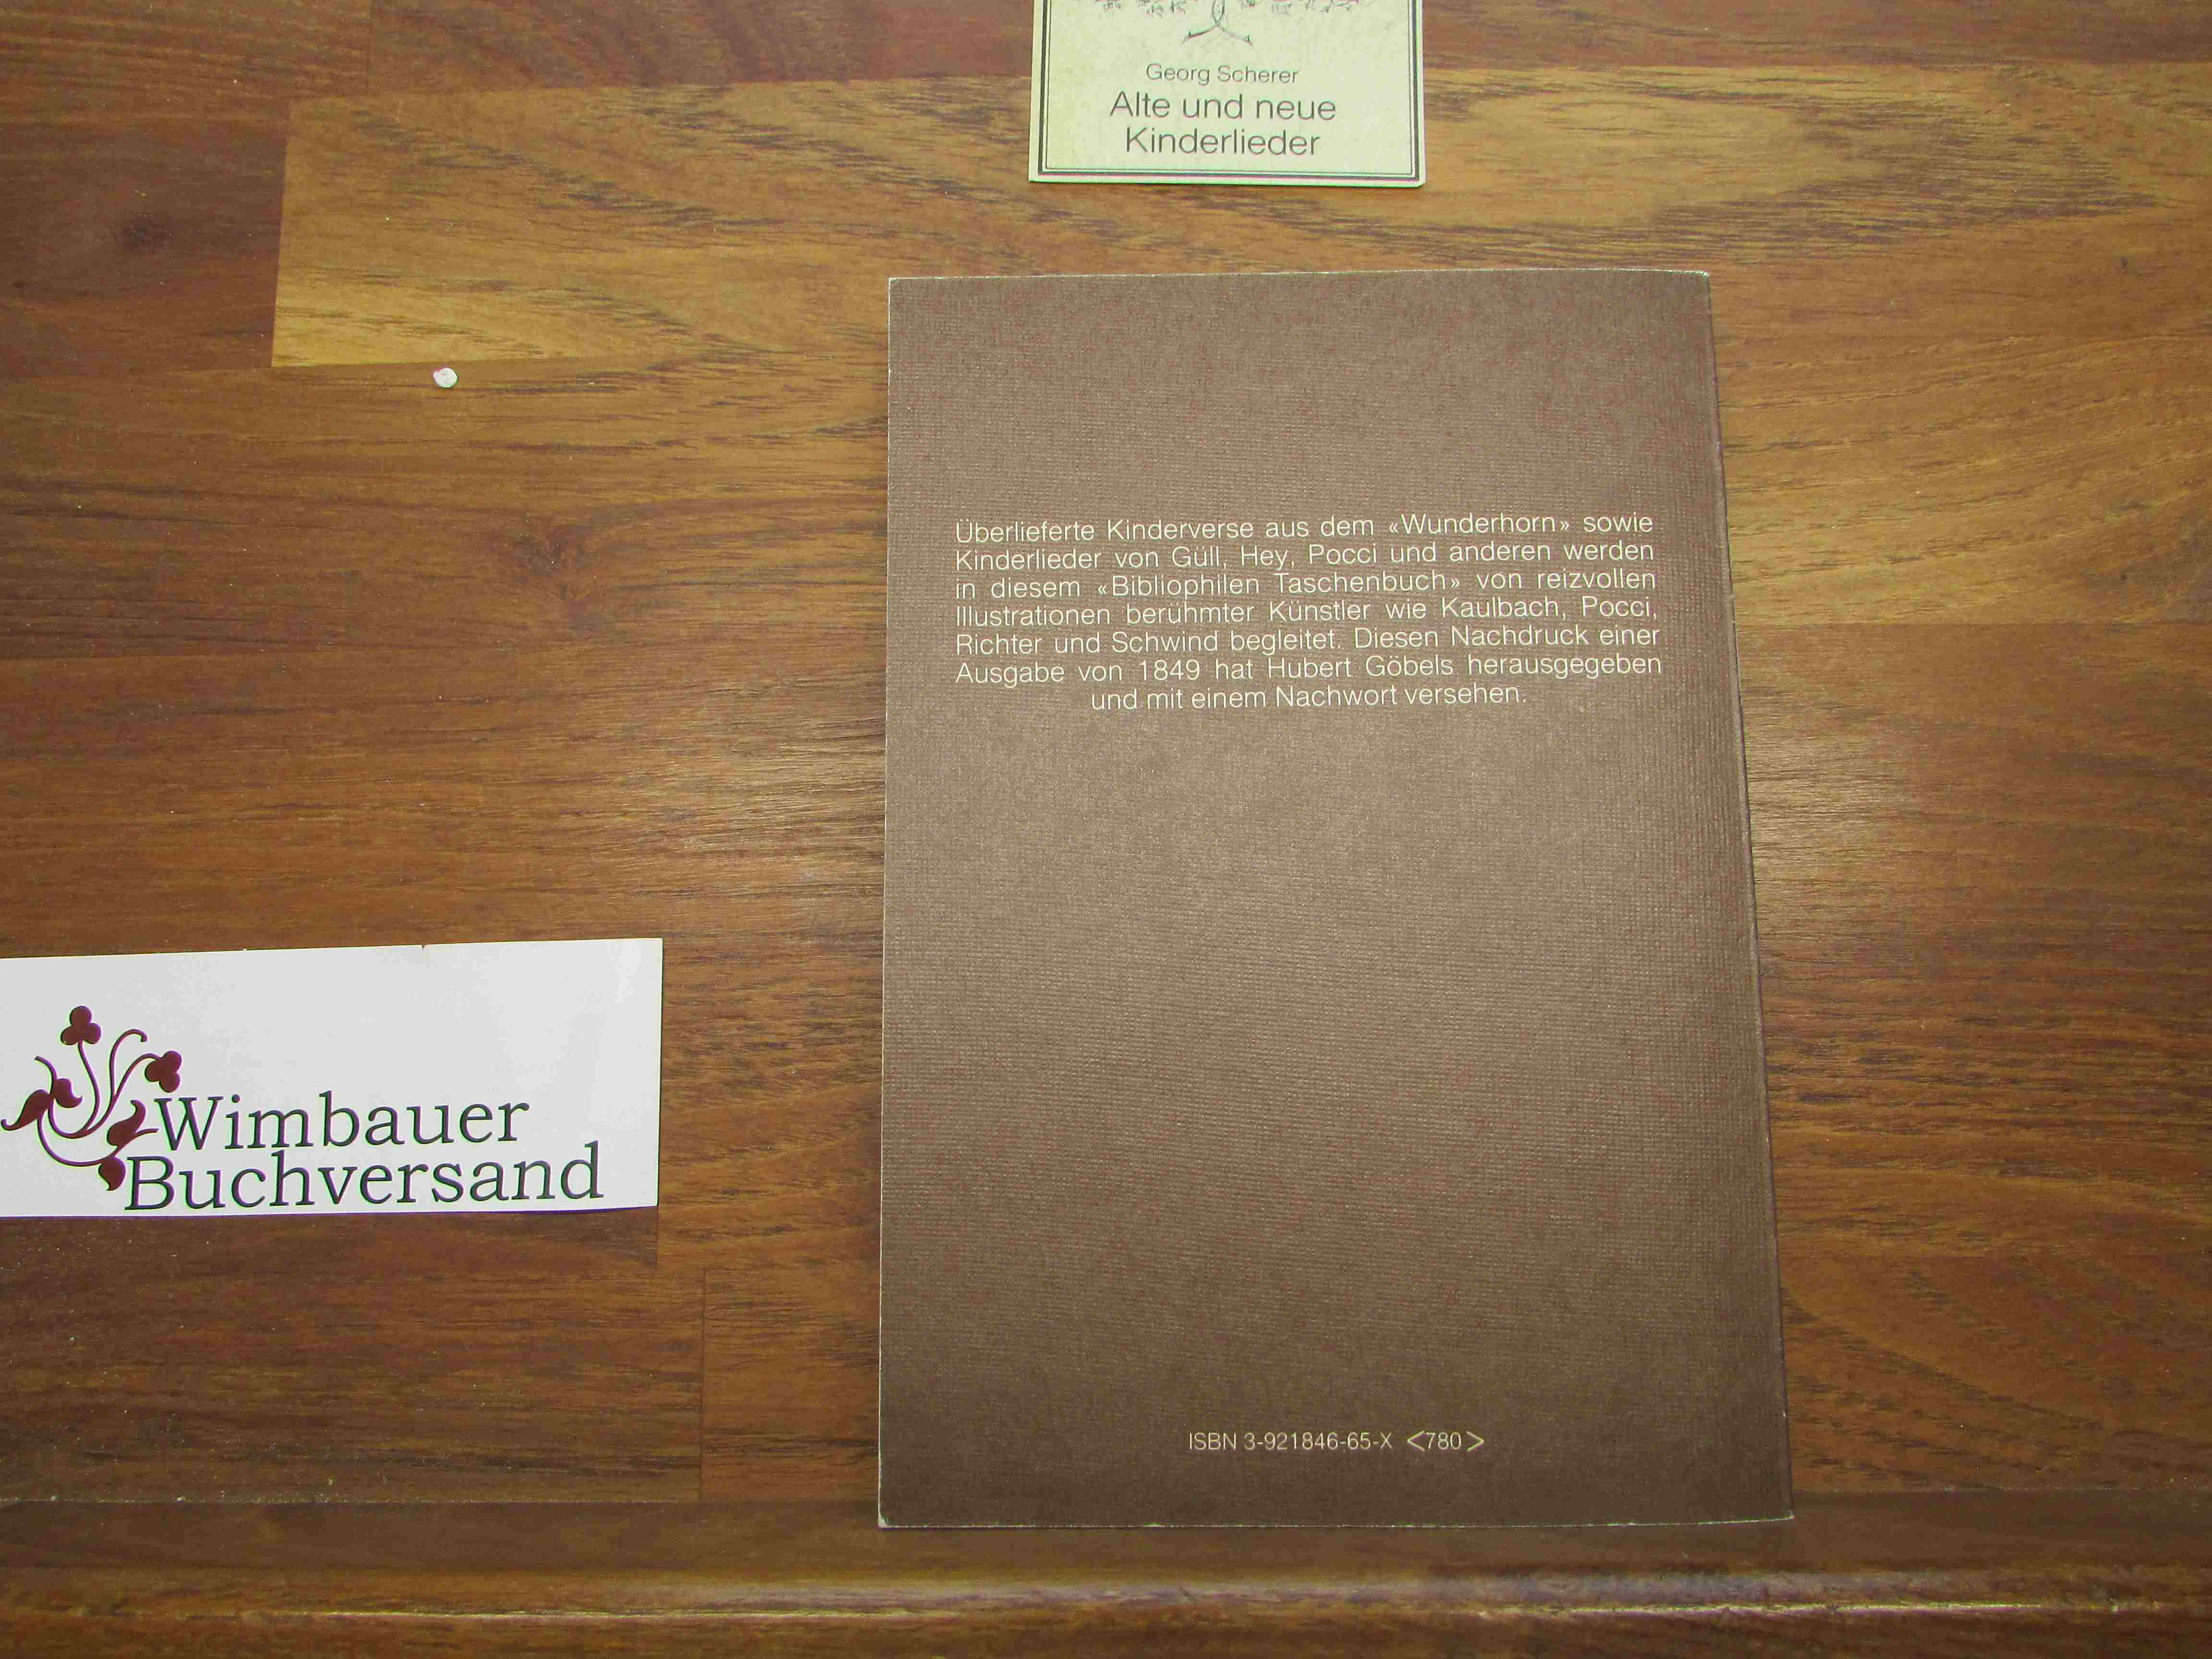 Georg Scherer
Alte und neue
Kinderlieder
Überlieferte Kinderverse aus dem «Wunderhorn» sowie
Kinderlieder von Güll, Hey, Pocci und anderen werden
in diesem «Bibliophilen Taschenbuch» von reizvollen
Illustrationen berühmter Künstler wie Kaulbach, Pocci,
Richter und Schwind begleitet. Diesen Nachdruck einer
Ausgabe von 1849 hat Hubert Göbels herausgegeben
und mit einem Nachwort versehen.
Wimbauer
Buchversand
ISBN 3-921846-65-X <780>